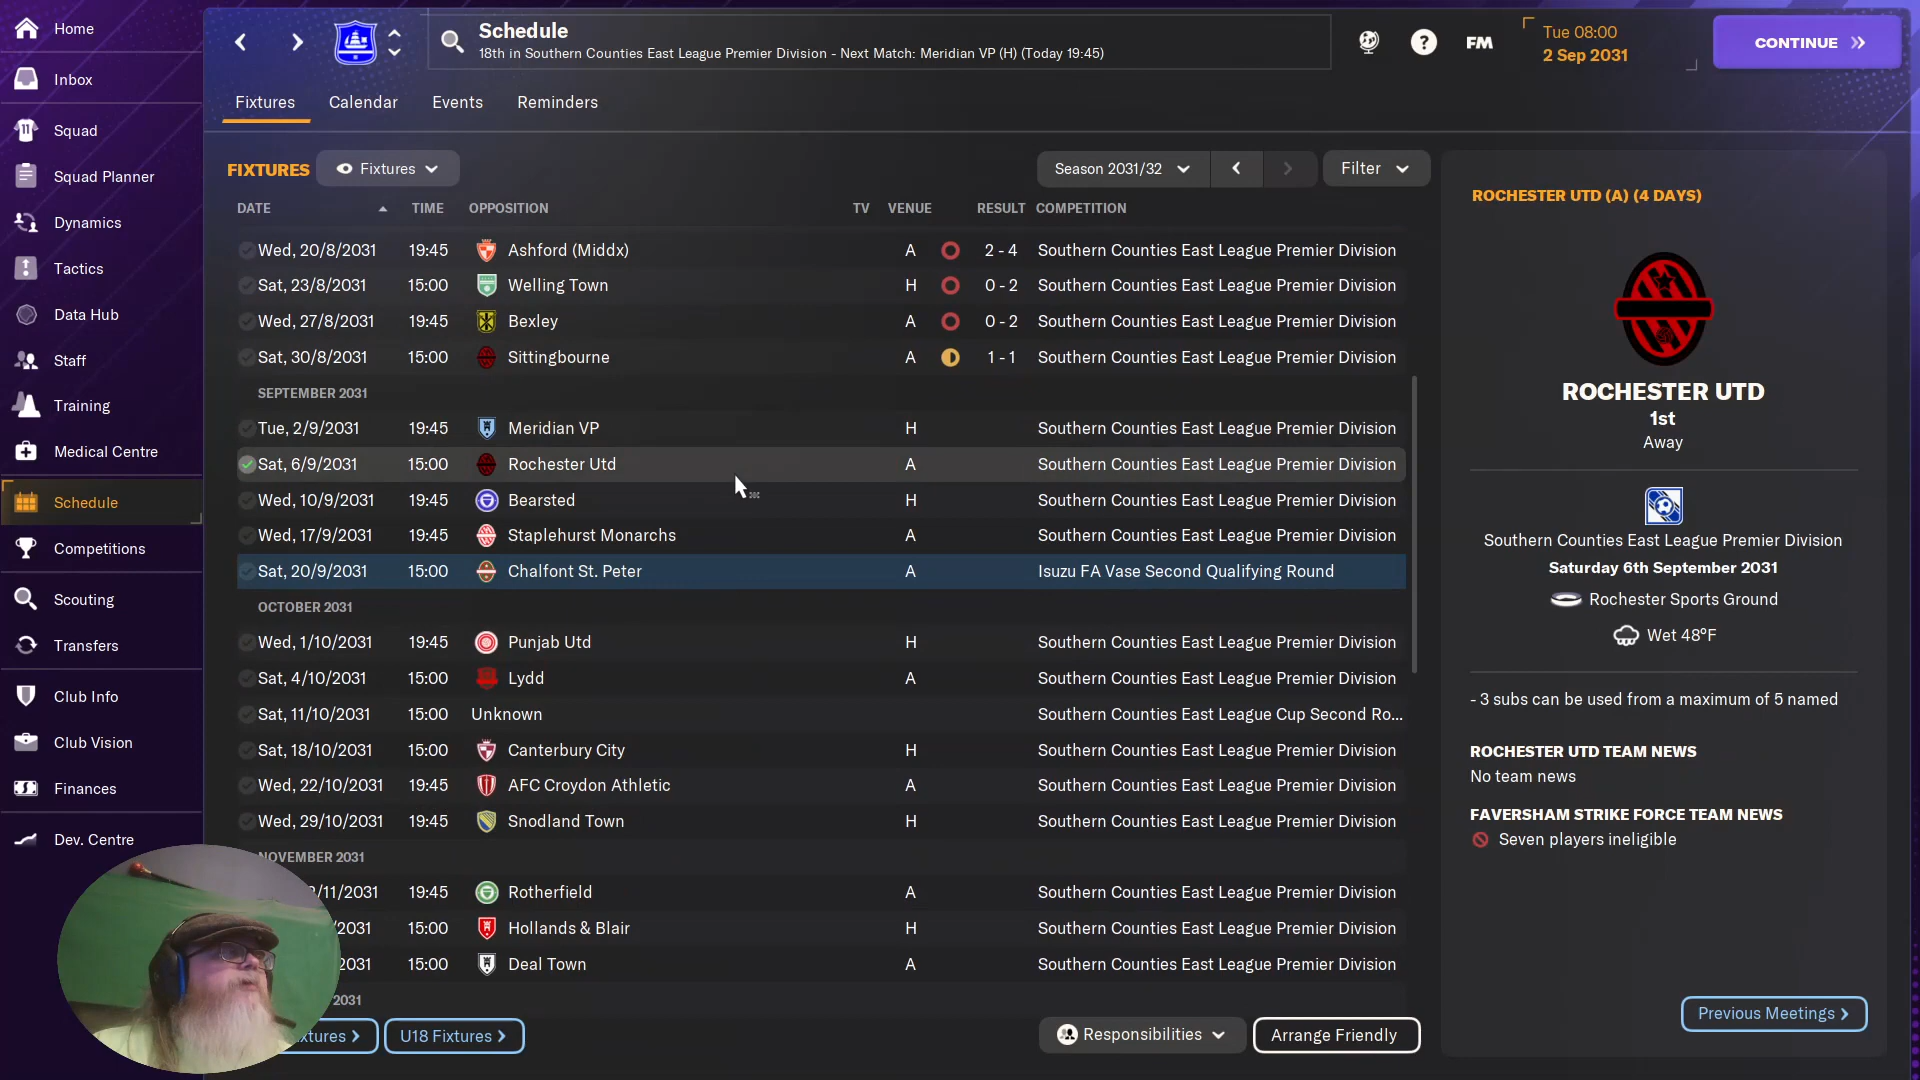 Home
Inbox
Squad
Squad Planner
Dynamics
Tactics
Data Hub
Staff
Training
Medical Centre
Schedule
Competitions
Scouting
Transfers
Club Info
Club Vision
Finances
Dev. Centre
Schedule
18th in Southern Counties East League Premier Division - Next Match: Meridian VP (H) (Today 19:45)
FM
Tue 08:00
2 Sep 2031
CONTINUE
Fixtures Calendar Events Reminders
FIXTURES Fixtures Season 2031/32 Filter
DATE TIME OPPOSITION TV VENUE RESULT COMPETITION
Wed, 20/8/2031 19:45 Ashford (Middx) A 2 - 4 Southern Counties East League Premier Division
Sat, 23/8/2031 15:00 Welling Town H 0 - 2 Southern Counties East League Premier Division
Wed, 27/8/2031 19:45 Bexley A 0 - 2 Southern Counties East League Premier Division
Sat, 30/8/2031 15:00 Sittingbourne A 1 - 1 Southern Counties East League Premier Division
SEPTEMBER 2031
Tue, 2/9/2031 19:45 Meridian VP H Southern Counties East League Premier Division
Sat, 6/9/2031 15:00 Rochester Utd A Southern Counties East League Premier Division
Wed, 10/9/2031 19:45 Bearsted H Southern Counties East League Premier Division
Wed, 17/9/2031 19:45 Staplehurst Monarchs A Southern Counties East League Premier Division
Sat, 20/9/2031 15:00 Chalfont St. Peter A Isuzu FA Vase Second Qualifying Round
OCTOBER 2031
Wed, 1/10/2031 19:45 Punjab Utd H Southern Counties East League Premier Division
Sat, 4/10/2031 15:00 Lydd A Southern Counties East League Premier Division
Sat, 11/10/2031 15:00 Unknown Southern Counties East League Cup Second Ro...
Sat, 18/10/2031 15:00 Canterbury City H Southern Counties East League Premier Division
Wed, 22/10/2031 19:45 AFC Croydon Athletic A Southern Counties East League Premier Division
Wed, 29/10/2031 19:45 Snodland Town H Southern Counties East League Premier Division
NOVEMBER 2031
/11/2031 19:45 Rotherfield A Southern Counties East League Premier Division
2031 15:00 Hollands & Blair H Southern Counties East League Premier Division
2031 15:00 Deal Town A Southern Counties East League Premier Division
2031
xtures U18 Fixtures Responsibilities Arrange Friendly
ROCHESTER UTD (A) (4 DAYS)
ROCHESTER UTD
1st
Away
Southern Counties East League Premier Division
Saturday 6th September 2031
Rochester Sports Ground
Wet 48°F
- 3 subs can be used from a maximum of 5 named
ROCHESTER UTD TEAM NEWS
No team news
FAVERSHAM STRIKE FORCE TEAM NEWS
Seven players ineligible
Previous Meetings